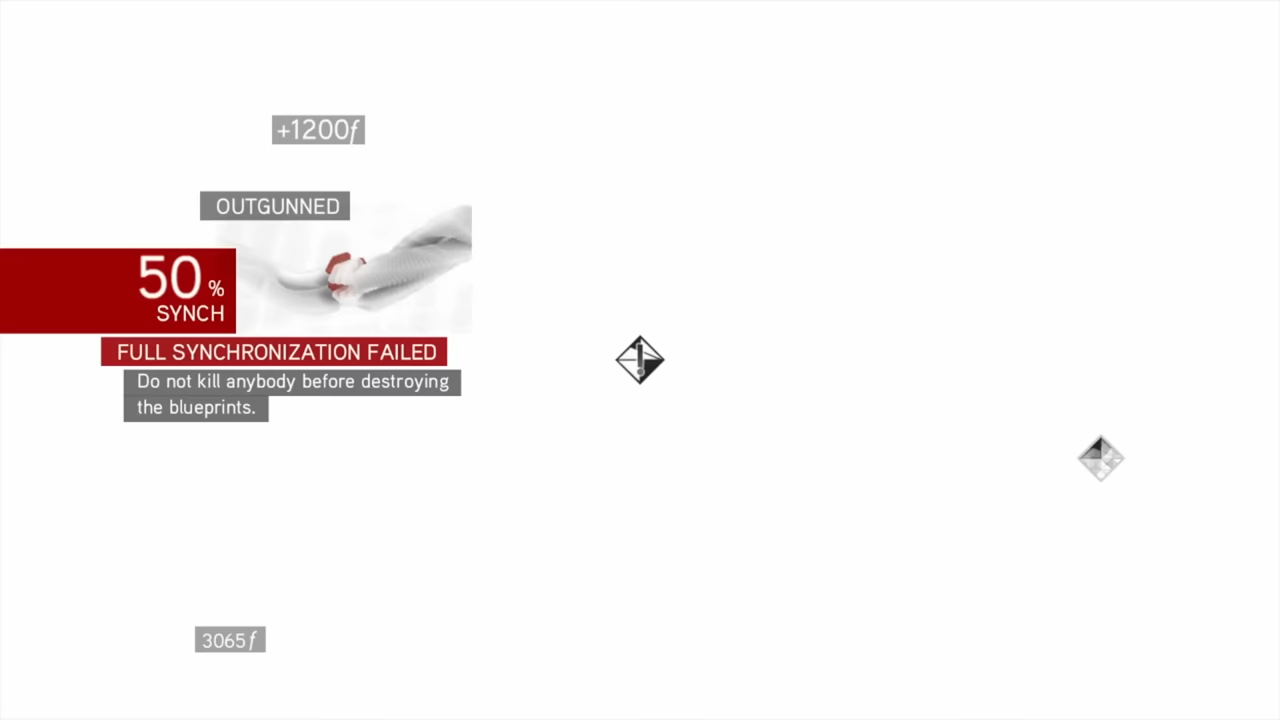 +1200ƒ
OUTGUNNED
50 %
SYNCH
FULL SYNCHRONIZATION FAILED
Do not kill anybody before destroying
the blueprints.
3065ƒ